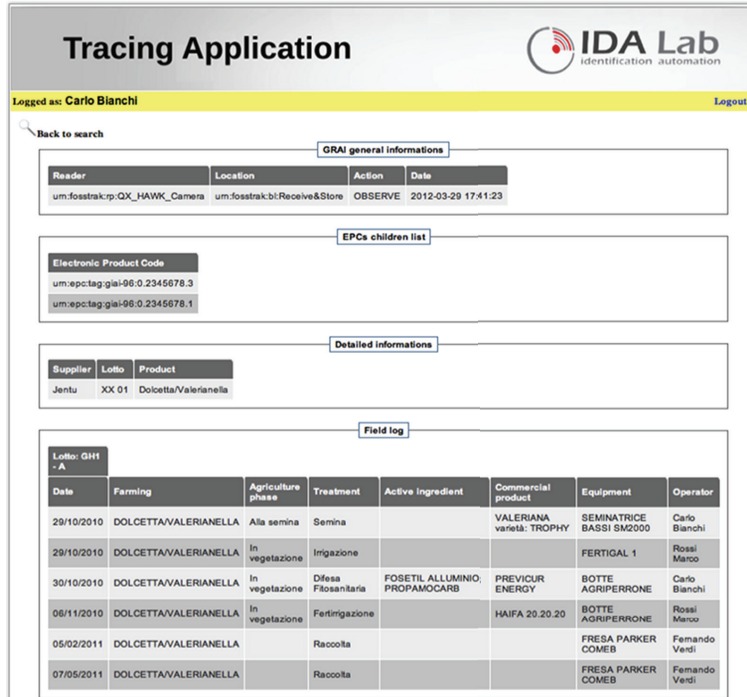 Tracing Application
IDA Lab
identification automation
Logged as: Carlo Bianchi
Logout
Back to search
GRAI general informations
Reader Location Action Date
urn:fosstrak:rp:QX_HAWK_Camera urn:fosstrak:bl:Receive&Store OBSERVE 2012-03-29 17:41:23
EPCs children list
Electronic Product Code
urn:epc:tag:giai-96:0.2345678.3
urn:epc:tag:giai-96:0.2345678.1
Detailed informations
Supplier Lotto Product
Jentu XX 01 Dolcetta/Valerianella
Field log
Lotto: GH1
- A
Date Farming Agriculture phase Treatment Active ingredient Commercial product Equipment Operator
29/10/2010 DOLCETTA/VALERIANELLA Alla semina Semina VALERIANA varietà: TROPHY SEMINATRICE BASSI SM2000 Carlo Bianchi
29/10/2010 DOLCETTA/VALERIANELLA In vegetazione Irrigazione FERTIGAL 1 Rossi Marco
30/10/2010 DOLCETTA/VALERIANELLA In vegetazione Difesa Fitosanitaria FOSETIL ALLUMINIO; PROPAMOCARB PREVICUR ENERGY BOTTE AGRIPERRONE Carlo Bianchi
06/11/2010 DOLCETTA/VALERIANELLA In vegetazione Fertirrigazione HAIFA 20.20.20 BOTTE AGRIPERRONE Rossi Marco
05/02/2011 DOLCETTA/VALERIANELLA Raccolta FRESA PARKER COMEB Fernando Verdi
07/05/2011 DOLCETTA/VALERIANELLA Raccolta FRESA PARKER COMEB Fernando Verdi